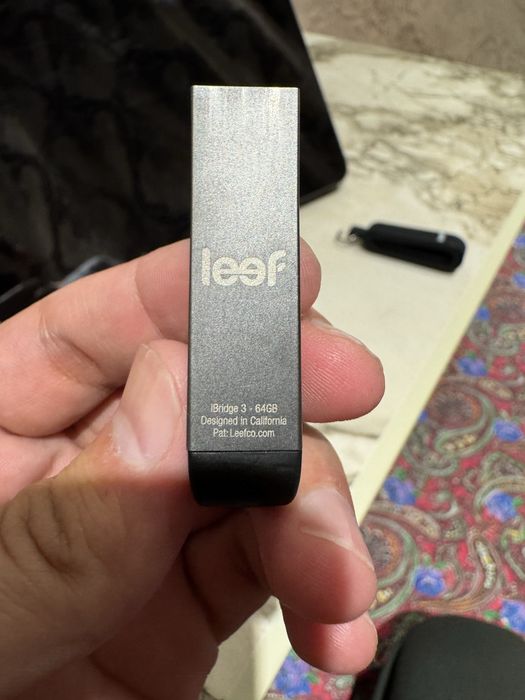 leef
iBridge 3 - 64GB
Designed in California
Pat: Leefco.com